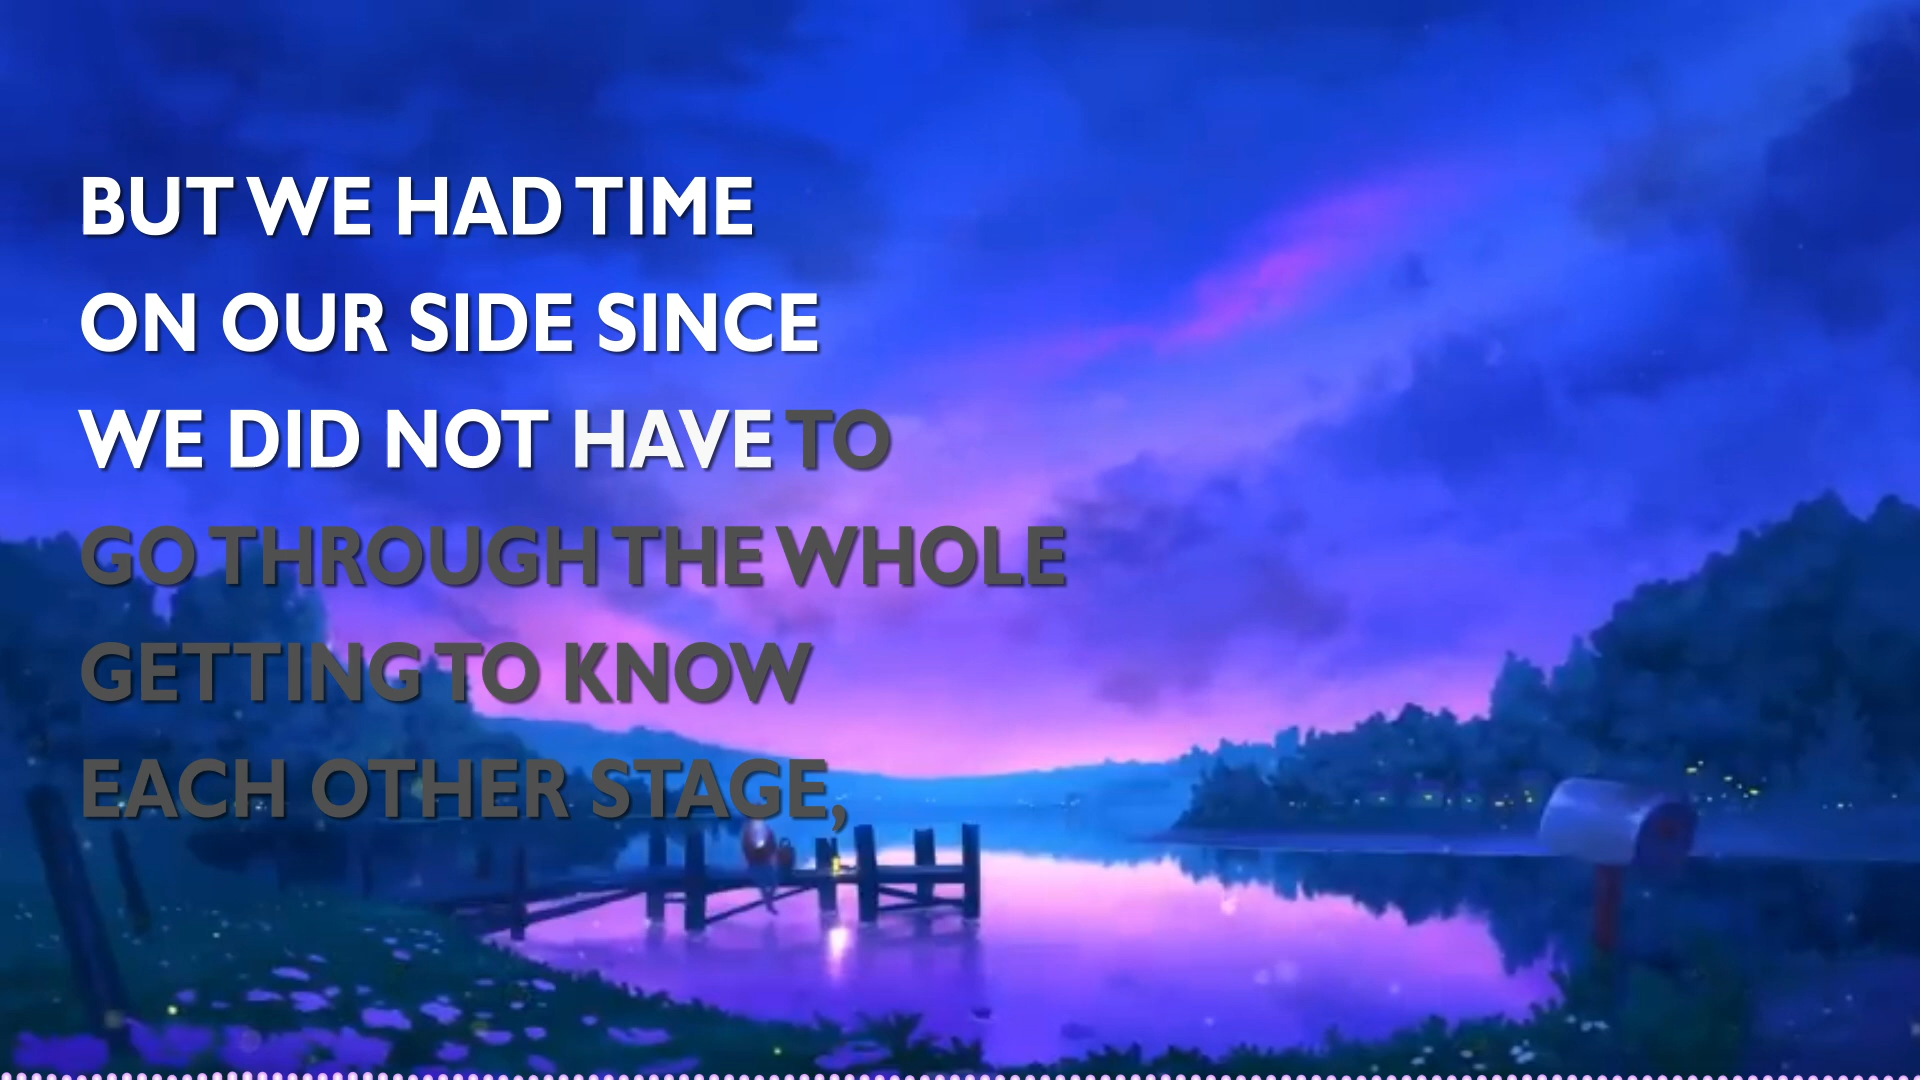 BUT WE HAD TIME
ON OUR SIDE SINCE
WE DID NOT HAVE TO
GO THROUGH THE WHOLE
GETTING TO KNOW
EACH OTHER STAGE,